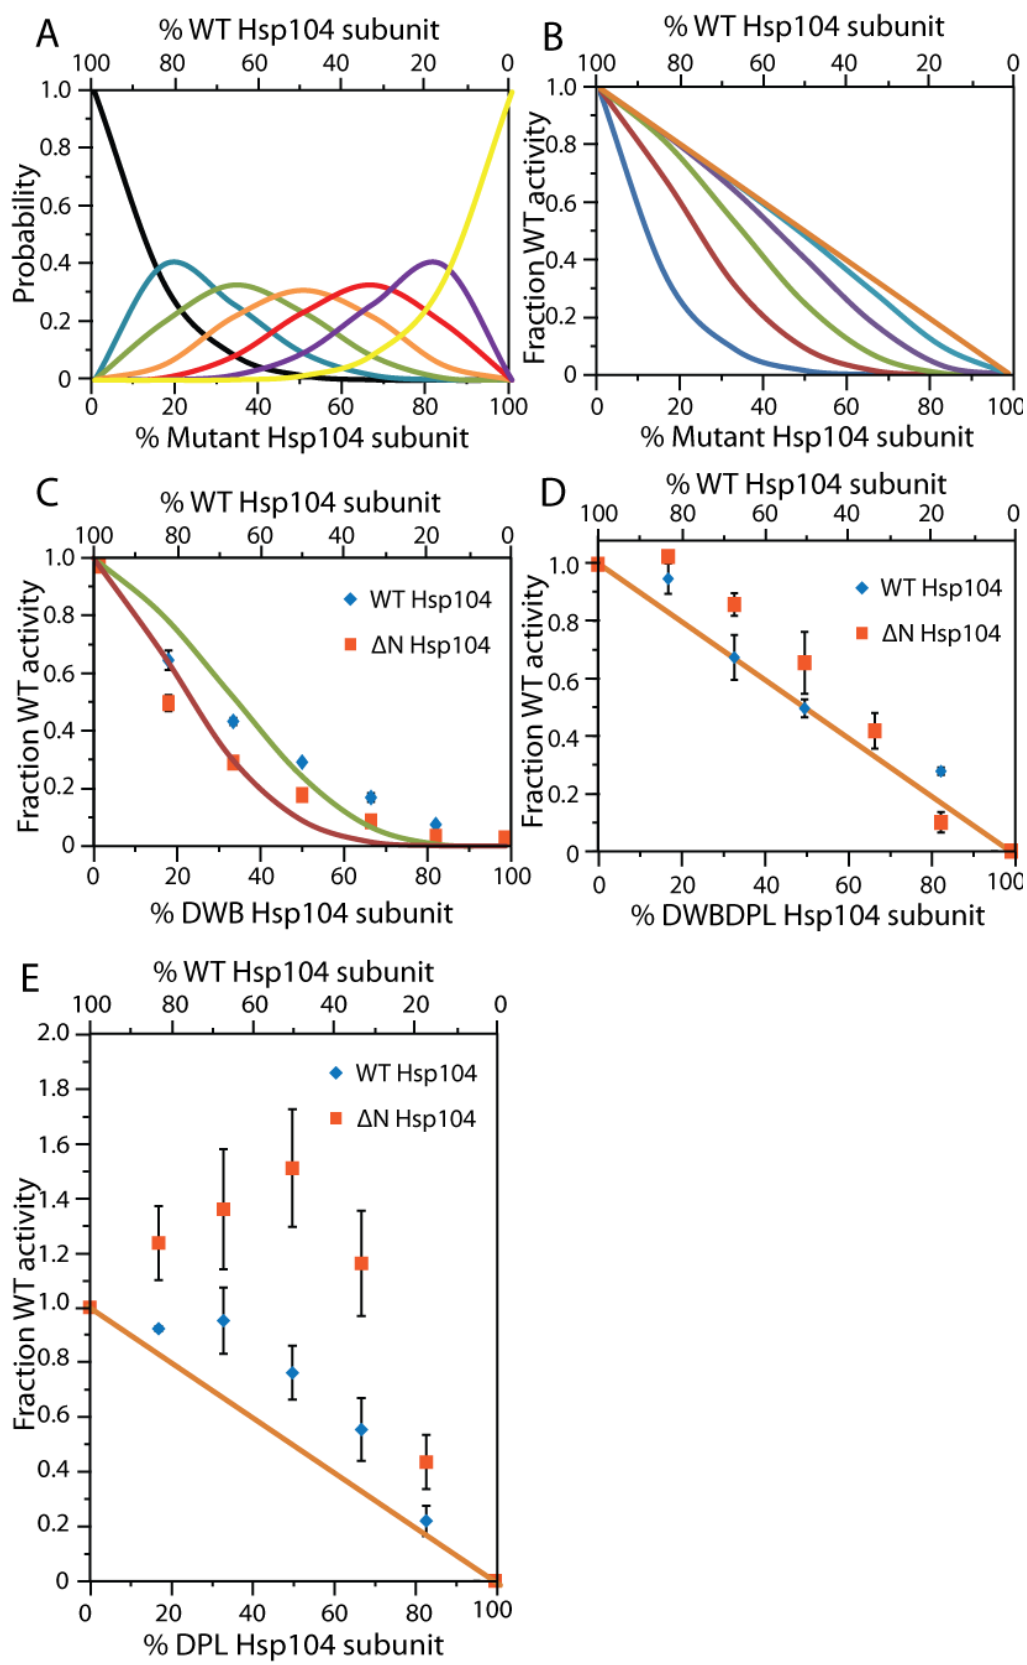 A
% WT Hsp104 subunit
100 80 60 40 20 0
Probability
1.0
0.8
0.6
0.4
0.2
0
0 20 40 60 80 100
% Mutant Hsp104 subunit
B
% WT Hsp104 subunit
100 80 60 40 20 0
Fraction WT activity
1.0
0.8
0.6
0.4
0.2
0
0 20 40 60 80 100
% Mutant Hsp104 subunit
C
% WT Hsp104 subunit
100 80 60 40 20 0
Fraction WT activity
1.0
0.8
0.6
0.4
0.2
0
WT Hsp104
ΔN Hsp104
0 20 40 60 80 100
% DWB Hsp104 subunit
D
% WT Hsp104 subunit
100 80 60 40 20 0
Fraction WT activity
1.0
0.8
0.6
0.4
0.2
0
WT Hsp104
ΔN Hsp104
0 20 40 60 80 100
% DWBDPL Hsp104 subunit
E
% WT Hsp104 subunit
100 80 60 40 20 0
Fraction WT activity
2.0
1.8
1.6
1.4
1.2
1.0
0.8
0.6
0.4
0.2
0
WT Hsp104
ΔN Hsp104
0 20 40 60 80 100
% DPL Hsp104 subunit